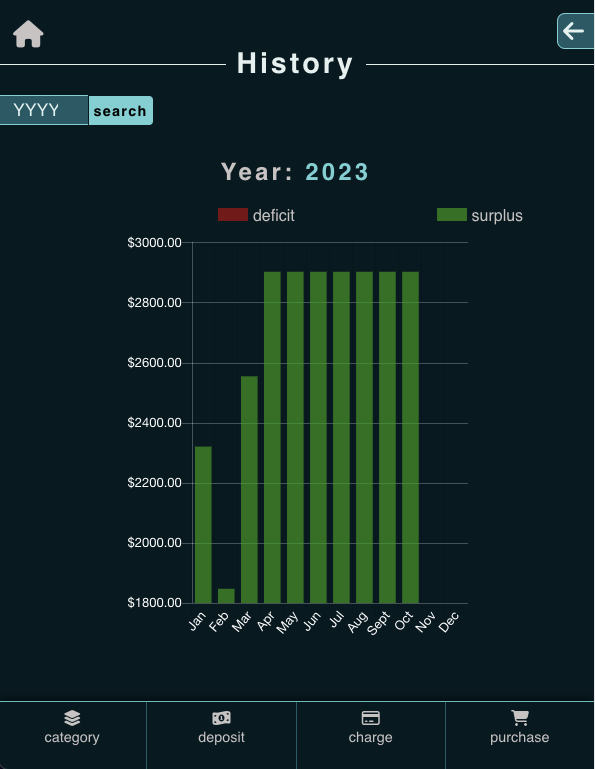 History
YYYY search
Year: 2023
deficit surplus
$3000.00
$2800.00
$2600.00
$2400.00
$2200.00
$2000.00
$1800.00
Jan Feb Mar Apr May Jun Jul Aug Sept Oct Nov Dec
category deposit charge purchase